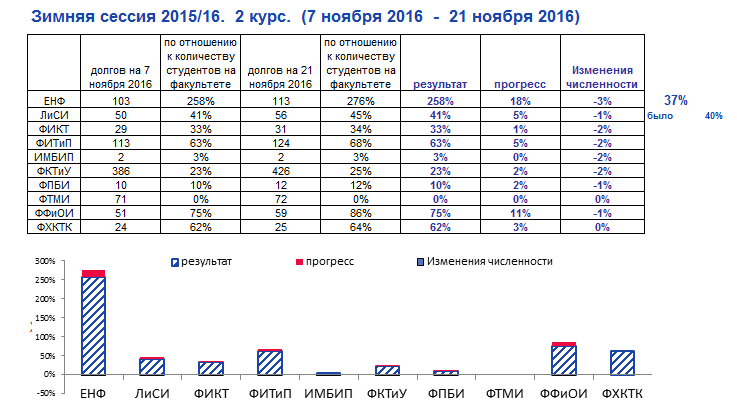 Зимняя сессия 2015/16. 2 курс. (7 ноября 2016 - 21 ноября 2016)
долгов на 7 ноября 2016 по отношению к количеству студентов на факультете долгов на 21 ноября 2016 по отношению к количеству студентов на факультете результат прогресс Изменения численности
ЕНФ 103 258% 113 276% 258% 18% -3% 37%
ЛиСИ 50 41% 56 45% 41% 5% -1% было 40%
ФИКТ 29 33% 31 34% 33% 1% -2%
ФИТиП 113 63% 124 68% 63% 5% -2%
ИМБИП 2 3% 2 3% 3% 0% -2%
ФКТиУ 386 23% 426 25% 23% 2% -2%
ФПБИ 10 10% 12 12% 10% 2% -1%
ФТМИ 71 0% 72 0% 0% 0% 0%
ФФиОИ 51 75% 59 86% 75% 11% -1%
ФХКТК 24 62% 25 64% 62% 3% 0%
результат прогресс Изменения численности
300%
250%
200%
150%
100%
50%
0%
-50%
ЕНФ ЛиСИ ФИКТ ФИТиП ИМБИП ФКТиУ ФПБИ ФТМИ ФФиОИ ФХКТК